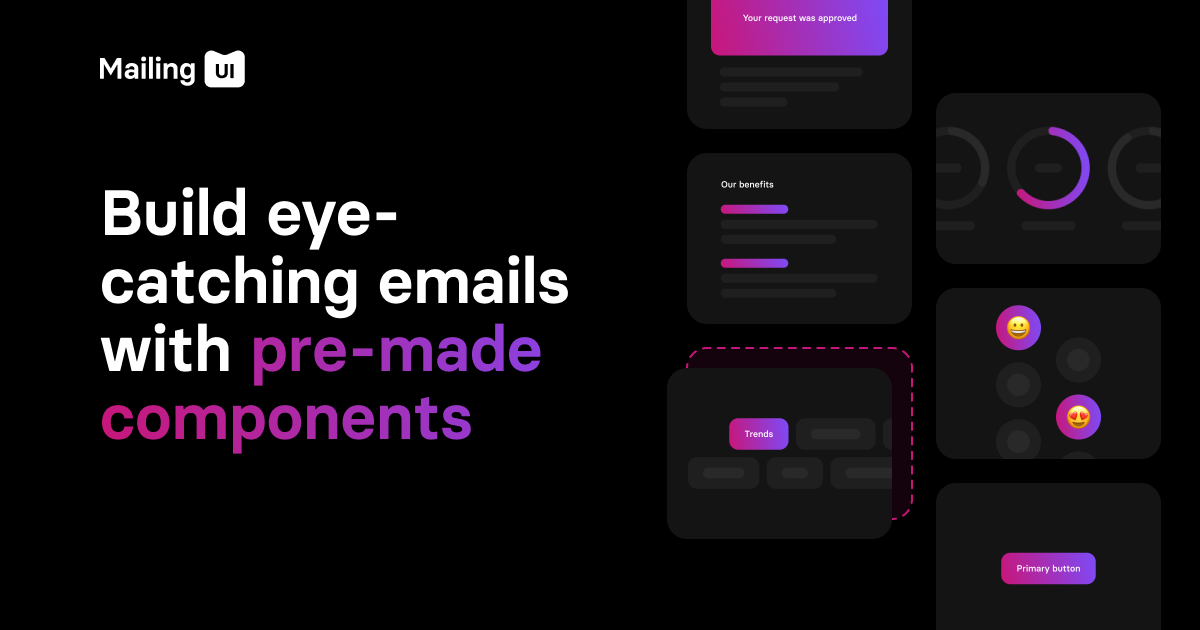 Mailing UI
Build eye-
catching emails
with pre-made
components
Your request was approved
Our benefits
Trends
Primary button